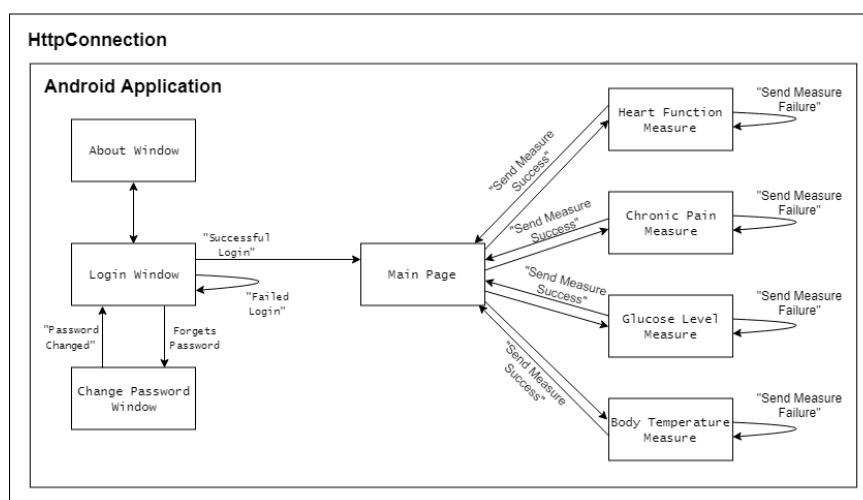 HttpConnection
Android Application
About Window
Login Window
"Successful
Login"
"Failed
Login"
"Password
Changed"
Forgets
Password
Change Password
Window
Main Page
"Send Measure
Success"
"Send Measure
Success"
"Send Measure
Success"
"Send Measure
Success"
Heart Function
Measure
"Send Measure
Failure"
Chronic Pain
Measure
"Send Measure
Failure"
Glucose Level
Measure
"Send Measure
Failure"
Body Temperature
Measure
"Send Measure
Failure"